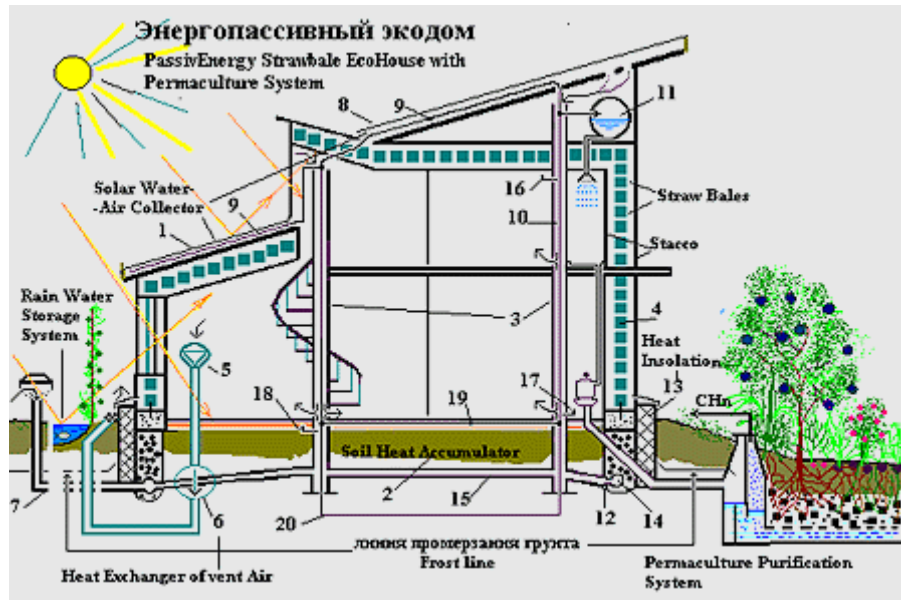 Энергопассивный экодом
PassivEnergy Strawbale EcoHouse with
Permaculture System
8
9
11
Solar Water-
-Air Collector
9
1
16
10
Straw Bales
Stacco
Rain Water
Storage
System
3
4
5
Heat
Insolation
13
17
18
19
CHn
Soil Heat Accumulator
2
15
7
6
20
12
14
линия промерзания грунта
Frost line
Heat Exchanger of vent Air
Permaculture Purification
System